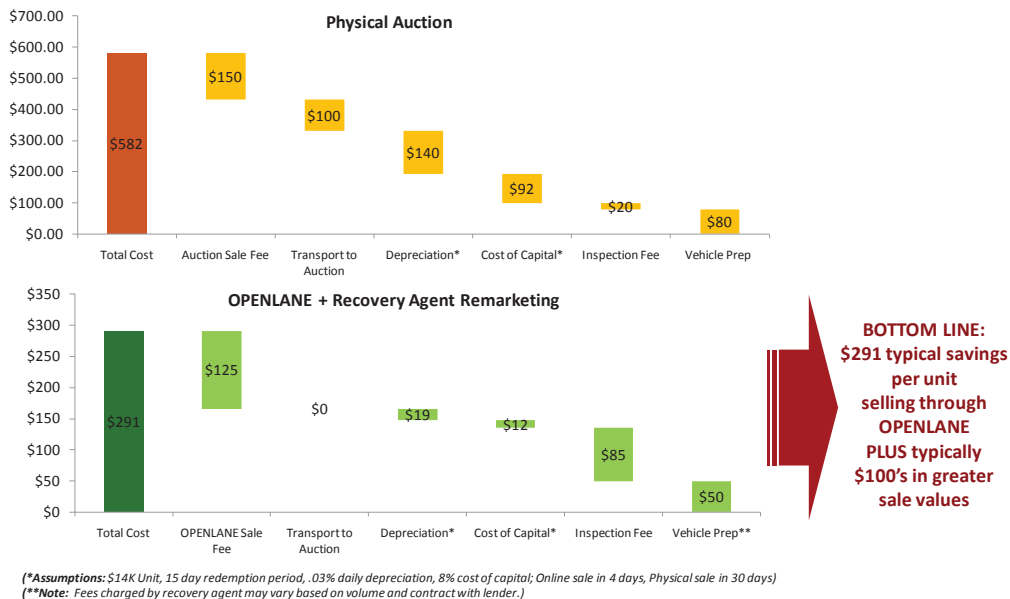 Physical Auction
$700.00
$600.00
$500.00
$400.00
$300.00
$200.00
$100.00
$0.00
$582
$150
$100
$140
$92
$20
$80
Total Cost
Auction Sale Fee
Transport to
Auction
Depreciation*
Cost of Capital*
Inspection Fee
Vehicle Prep
OPENLANE + Recovery Agent Remarketing
$350
$300
$250
$200
$150
$100
$50
$0
$291
$125
$0
$19
$12
$85
$50
Total Cost
OPENLANE Sale
Fee
Transport to
Auction
Depreciation*
Cost of Capital*
Inspection Fee
Vehicle Prep**
BOTTOM LINE:
$291 typical savings
per unit
selling through
OPENLANE
PLUS typically
$100's in greater
sale values
(*Assumptions: $14K Unit, 15 day redemption period, .03% daily depreciation, 8% cost of capital; Online sale in 4 days, Physical sale in 30 days)
(**Note: Fees charged by recovery agent may vary based on volume and contract with lender.)